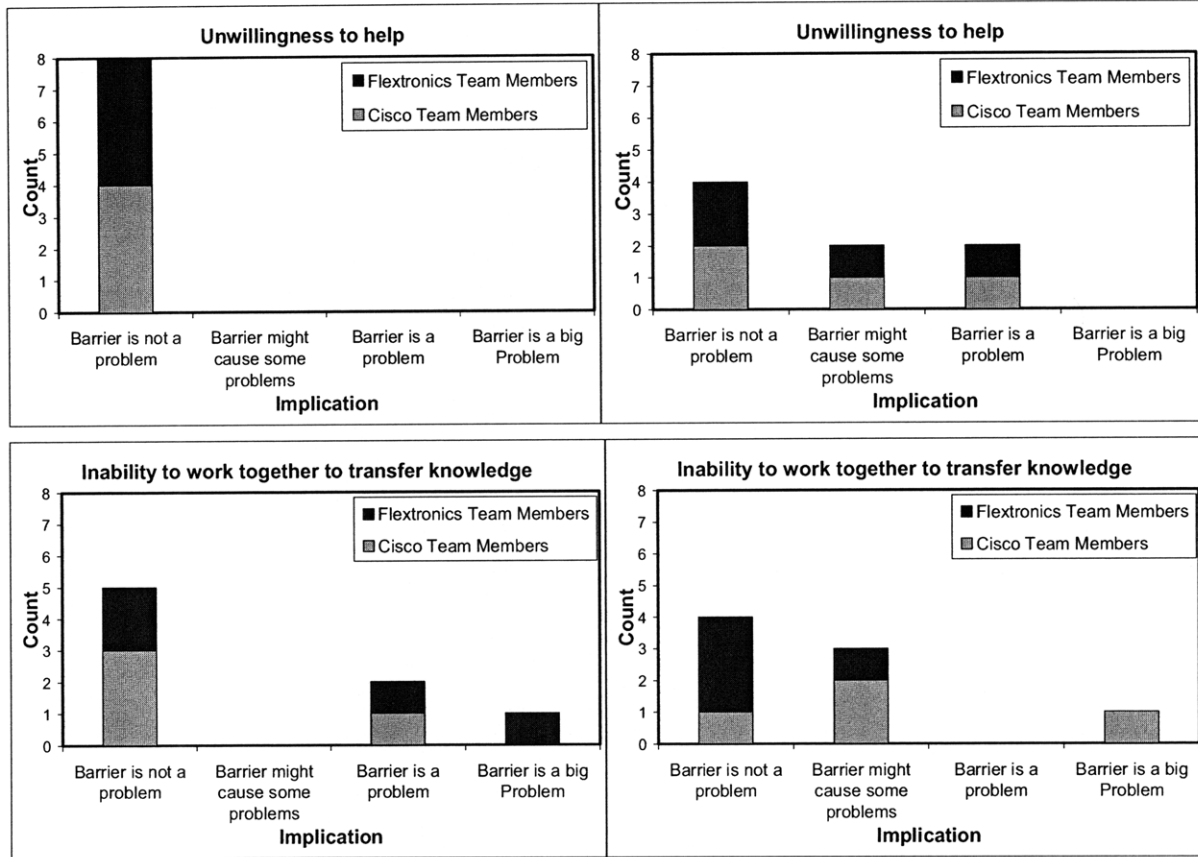 Unwillingness to help
8
7
6
5
4
3
2
1
0
Count
Flextronics Team Members
Cisco Team Members
Barrier is not a
problem
Barrier might
cause some
problems
Barrier is a
problem
Barrier is a big
Problem
Implication
Unwillingness to help
8
7
6
5
4
3
2
1
0
Count
Flextronics Team Members
Cisco Team Members
Barrier is not a
problem
Barrier might
cause some
problems
Barrier is a
problem
Barrier is a big
Problem
Implication
Inability to work together to transfer knowledge
8
7
6
5
4
3
2
1
0
Count
Flextronics Team Members
Cisco Team Members
Barrier is not a
problem
Barrier might
cause some
problems
Barrier is a
problem
Barrier is a big
Problem
Implication
Inability to work together to transfer knowledge
8
7
6
5
4
3
2
1
0
Count
Flextronics Team Members
Cisco Team Members
Barrier is not a
problem
Barrier might
cause some
problems
Barrier is a
problem
Barrier is a big
Problem
Implication